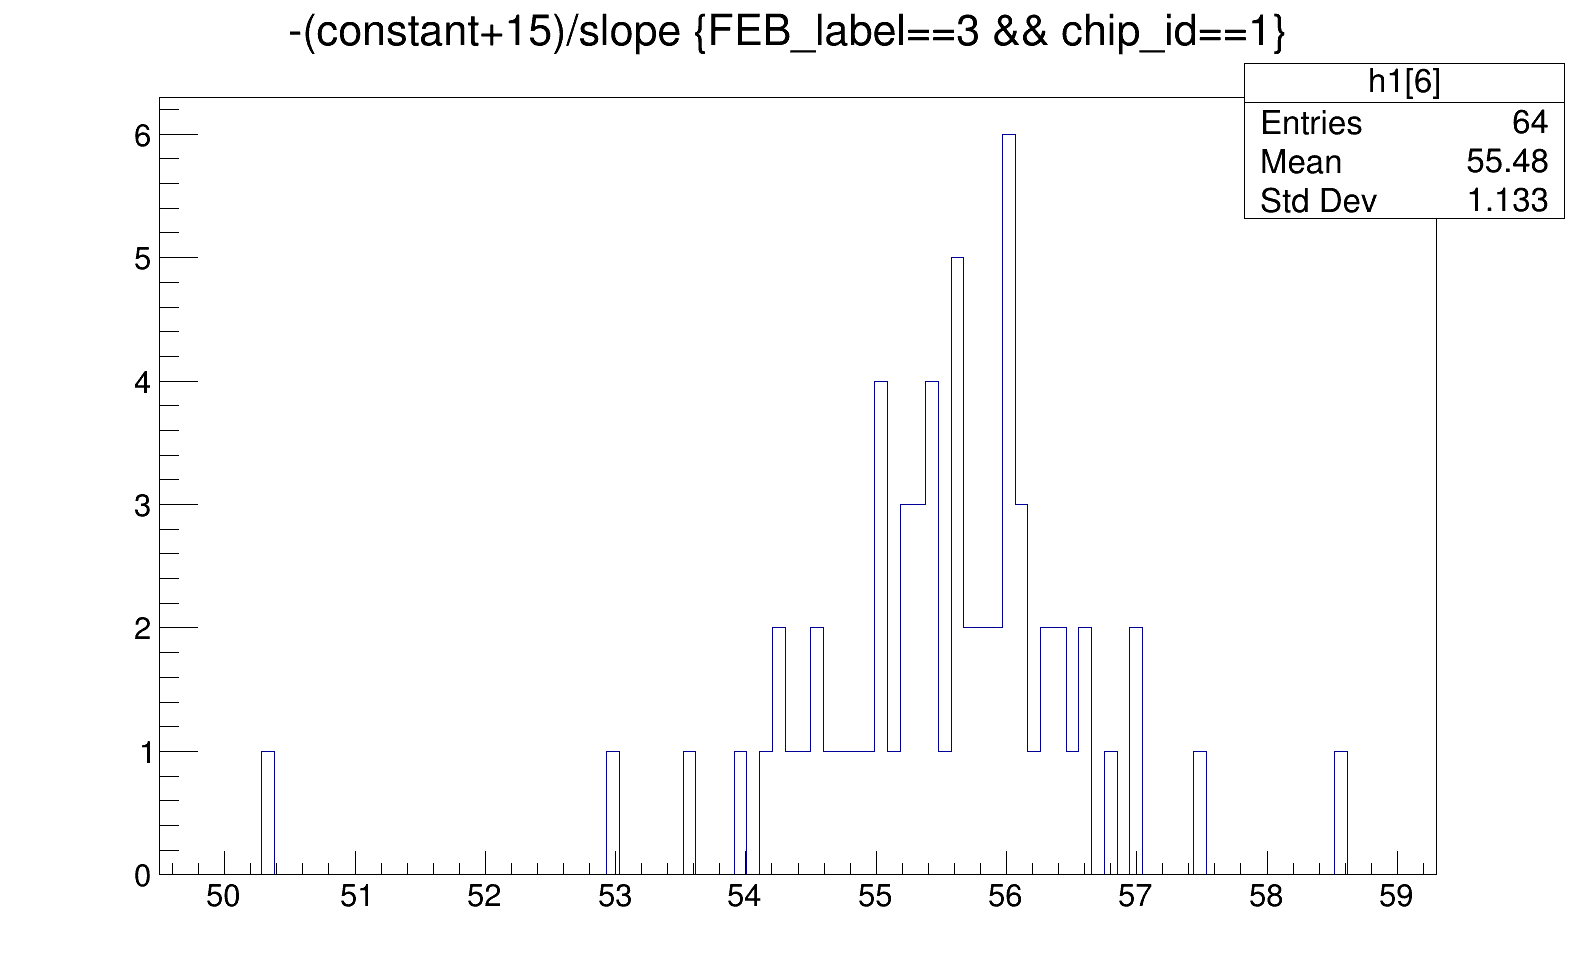 -(constant+15)/slope {FEB_label==3 && chip_id==1}
h1[6]
Entries 64
Mean 55.48
Std Dev 1.133
6
5
4
3
2
1
0
50 51 52 53 54 55 56 57 58 59